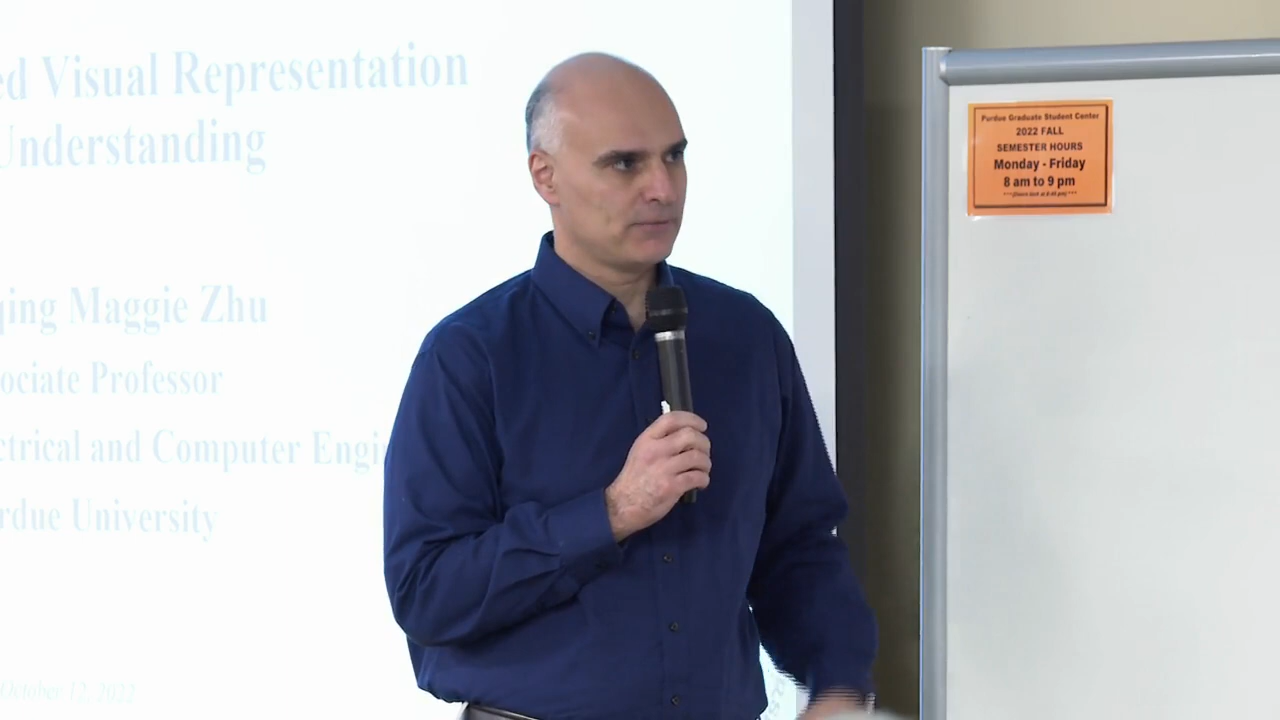 ed Visual Representation
Understanding
qing Maggie Zhu
ociate Professor
ctrical and Computer Engi
rdue University
October 12, 2022
Purdue Graduate Student Center
2022 FALL
SEMESTER HOURS
Monday - Friday
8 am to 9 pm